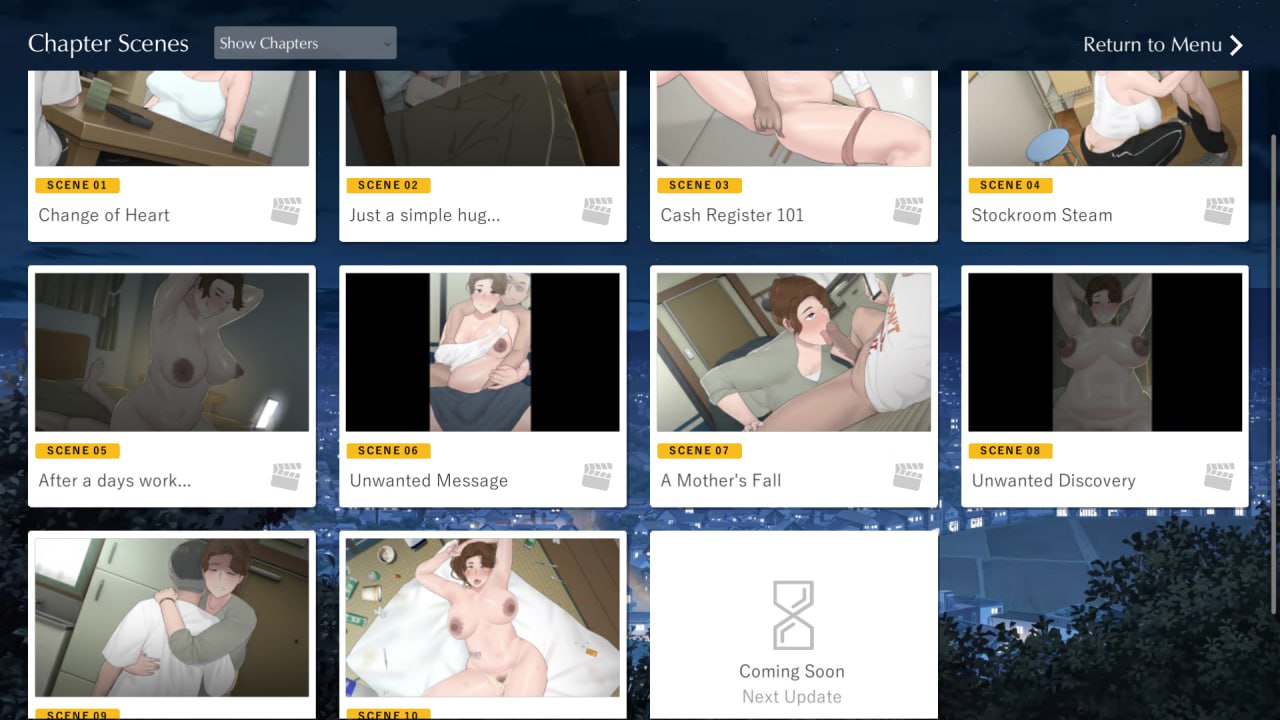 Chapter Scenes
Show Chapters
Return to Menu
SCENE 01
Change of Heart
SCENE 02
Just a simple hug...
SCENE 03
Cash Register 101
SCENE 04
Stockroom Steam
SCENE 05
After a days work...
SCENE 06
Unwanted Message
SCENE 07
A Mother's Fall
SCENE 08
Unwanted Discovery
SCENE 09
SCENE 10
Coming Soon
Next Update